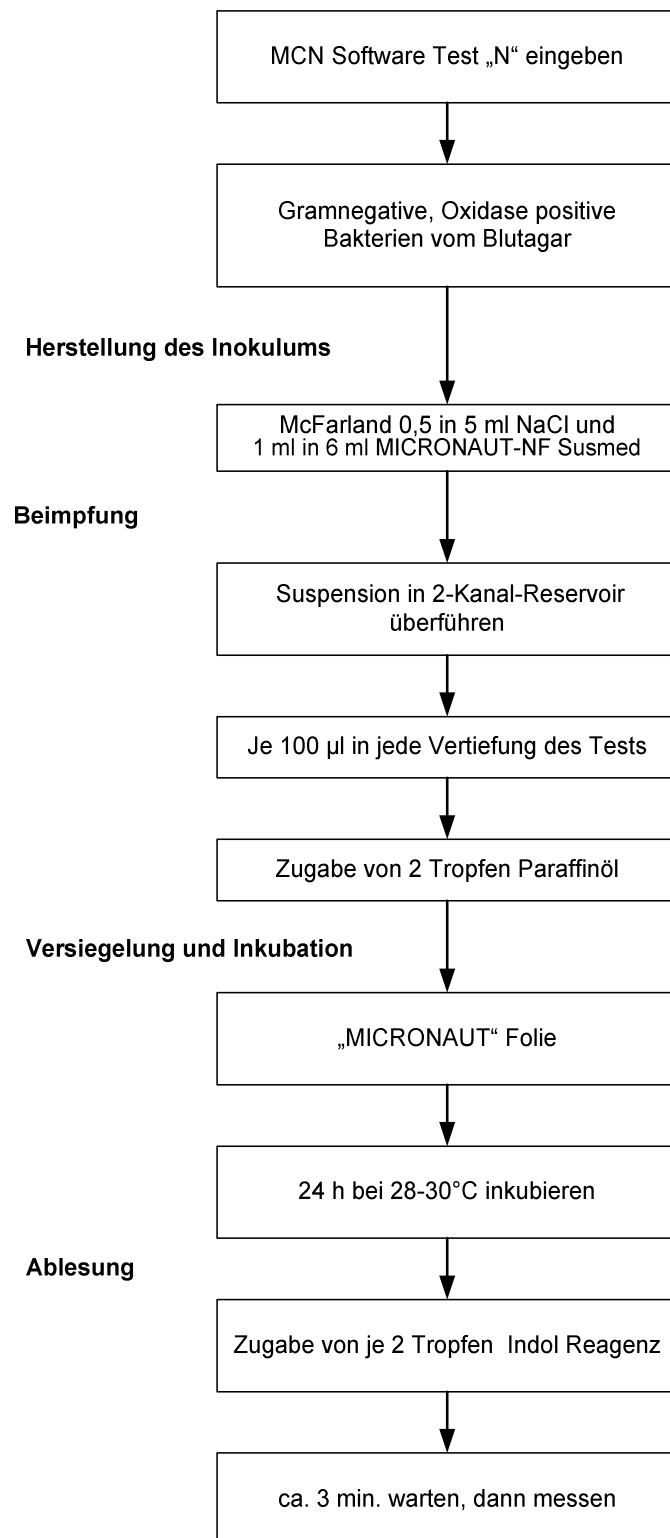 MCN Software Test „N“ eingeben
Gramnegative, Oxidase positive
Bakterien vom Blutagar
Herstellung des Inokulums
McFarland 0,5 in 5 ml NaCl und
1 ml in 6 ml MICRONAUT-NF Susmed
Beimpfung
Suspension in 2-Kanal-Reservoir
überführen
Je 100 µl in jede Vertiefung des Tests
Zugabe von 2 Tropfen Paraffinöl
Versiegelung und Inkubation
„MICRONAUT“ Folie
24 h bei 28-30°C inkubieren
Ablesung
Zugabe von je 2 Tropfen Indol Reagenz
ca. 3 min. warten, dann messen